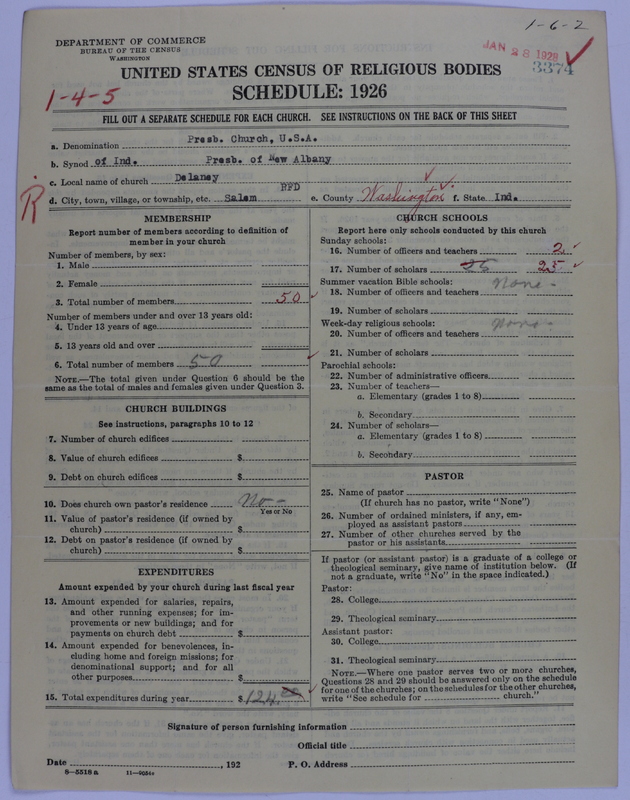 1-6-2
DEPARTMENT OF COMMERCE
BUREAU OF THE CENSUS
WASHINGTON
JAN 28 1928
3374
UNITED STATES CENSUS OF RELIGIOUS BODIES
SCHEDULE: 1926
1-4-5
FILL OUT A SEPARATE SCHEDULE FOR EACH CHURCH. SEE INSTRUCTIONS ON THE BACK OF THIS SHEET
a. Denomination Presb. Church, U.S.A.
b. Synod of Ind. Presb. of New Albany
c. Local name of church Delaney
d. City, town, village, or township, etc. Salem RFD e. County Washington f. State Ind.
R
MEMBERSHIP
Report number of members according to definition of
member in your church
Number of members, by sex:
1. Male
2. Female
3. Total number of members 50
Number of members under and over 13 years old:
4. Under 13 years of age
5. 13 years old and over
6. Total number of members 50
NOTE.—The total given under Question 6 should be the
same as the total of males and females given under Question 3.
CHURCH BUILDINGS
See instructions, paragraphs 10 to 12
7. Number of church edifices
8. Value of church edifices $
9. Debt on church edifices $
10. Does church own pastor's residence No -
Yes or No
11. Value of pastor's residence (if owned by
church) $
12. Debt on pastor's residence (if owned by
church) $
EXPENDITURES
Amount expended by your church during last fiscal year
13. Amount expended for salaries, repairs,
and other running expenses; for im-
provements or new buildings; and for
payments on church debt $
14. Amount expended for benevolences, in-
cluding home and foreign missions; for
denominational support; and for all
other purposes $
15. Total expenditures during year $124.
CHURCH SCHOOLS
Report here only schools conducted by this church
Sunday schools:
16. Number of officers and teachers 2
17. Number of scholars 25 25
Summer vacation Bible schools: None -
18. Number of officers and teachers
19. Number of scholars
Week-day religious schools: None -
20. Number of officers and teachers
21. Number of scholars
Parochial schools:
22. Number of administrative officers
23. Number of teachers—
a. Elementary (grades 1 to 8)
b. Secondary
24. Number of scholars—
a. Elementary (grades 1 to 8)
b. Secondary
PASTOR
25. Name of pastor
(If church has no pastor, write "None")
26. Number of ordained ministers, if any, em-
ployed as assistant pastors
27. Number of other churches served by the
pastor or his assistants
If pastor (or assistant pastor) is a graduate of a college or
theological seminary, give name of institution below. (If
not a graduate, write "No" in the space indicated.)
Pastor:
28. College
29. Theological seminary
Assistant pastor:
30. College
31. Theological seminary
NOTE.—Where one pastor serves two or more churches,
Questions 28 and 29 should be answered only on the schedule
for one of the churches; on the schedules for the other churches,
write "See schedule for church."
Signature of person furnishing information
Official title
Date , 192 P. O. Address
8—5518 a 11—9554